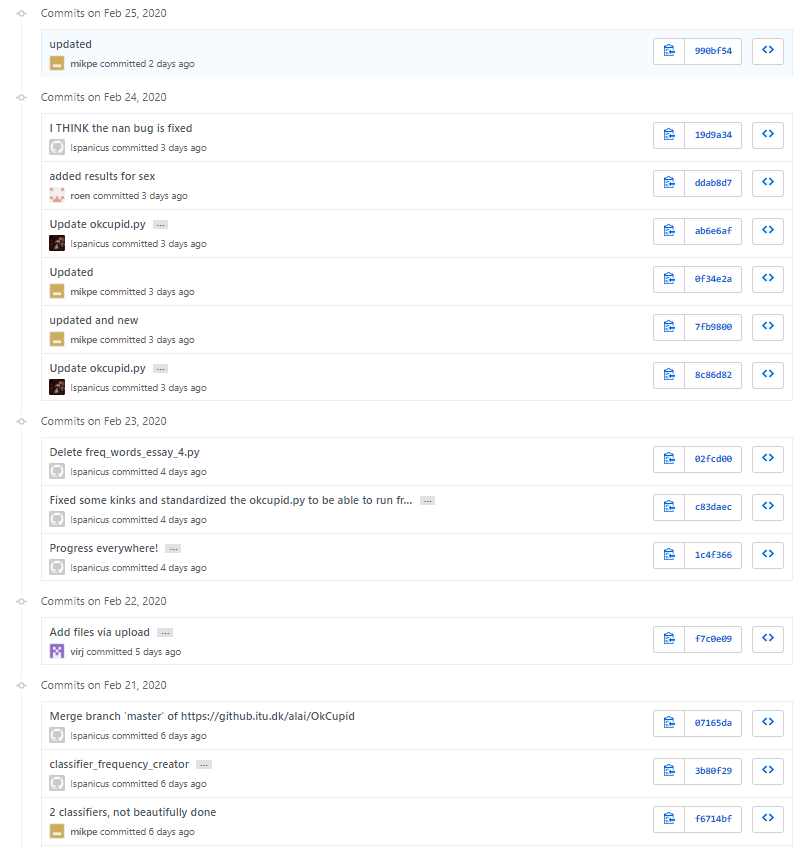 Commits on Feb 25, 2020
updated
990bf54
mikpe committed 2 days ago
Commits on Feb 24, 2020
I THINK the nan bug is fixed
19d9a34
Ispanicus committed 3 days ago
added results for sex
ddab8d7
roen committed 3 days ago
Update okcupid.py ...
ab6e6af
Ispanicus committed 3 days ago
Updated
0f34e2a
mikpe committed 3 days ago
updated and new
7fb9800
mikpe committed 3 days ago
Update okcupid.py ...
8c86d82
Ispanicus committed 3 days ago
Commits on Feb 23, 2020
Delete freq_words_essay_4.py
02fcd00
Ispanicus committed 4 days ago
Fixed some kinks and standardized the okcupid.py to be able to run fr... ...
c83daec
Ispanicus committed 4 days ago
Progress everywhere! ...
1c4f366
Ispanicus committed 4 days ago
Commits on Feb 22, 2020
Add files via upload ...
f7c0e09
virj committed 5 days ago
Commits on Feb 21, 2020
Merge branch 'master' of https://github.itu.dk/alai/OkCupid
07165da
Ispanicus committed 6 days ago
classifier_frequency_creator ...
3b80f29
Ispanicus committed 6 days ago
2 classifiers, not beautifully done
f6714bf
mikpe committed 6 days ago